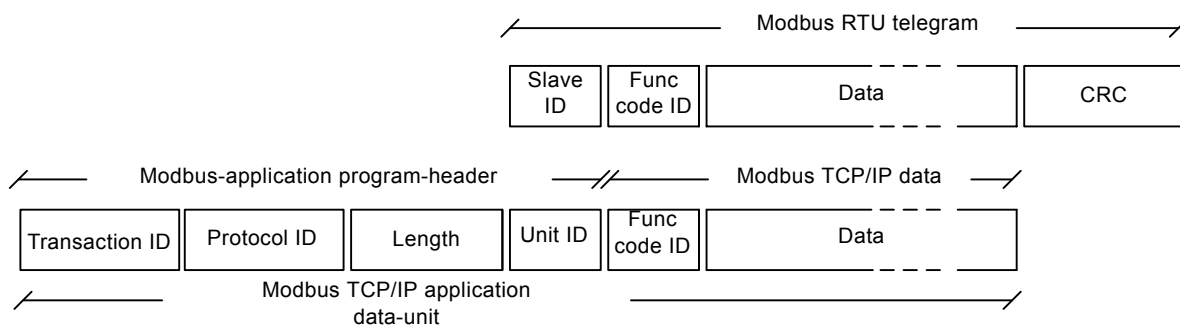 Modbus RTU telegram
Slave
ID
Func
code ID
Data
CRC
Modbus-application program-header
Modbus TCP/IP data
Transaction ID
Protocol ID
Length
Unit ID
Func
code ID
Data
Modbus TCP/IP application
data-unit